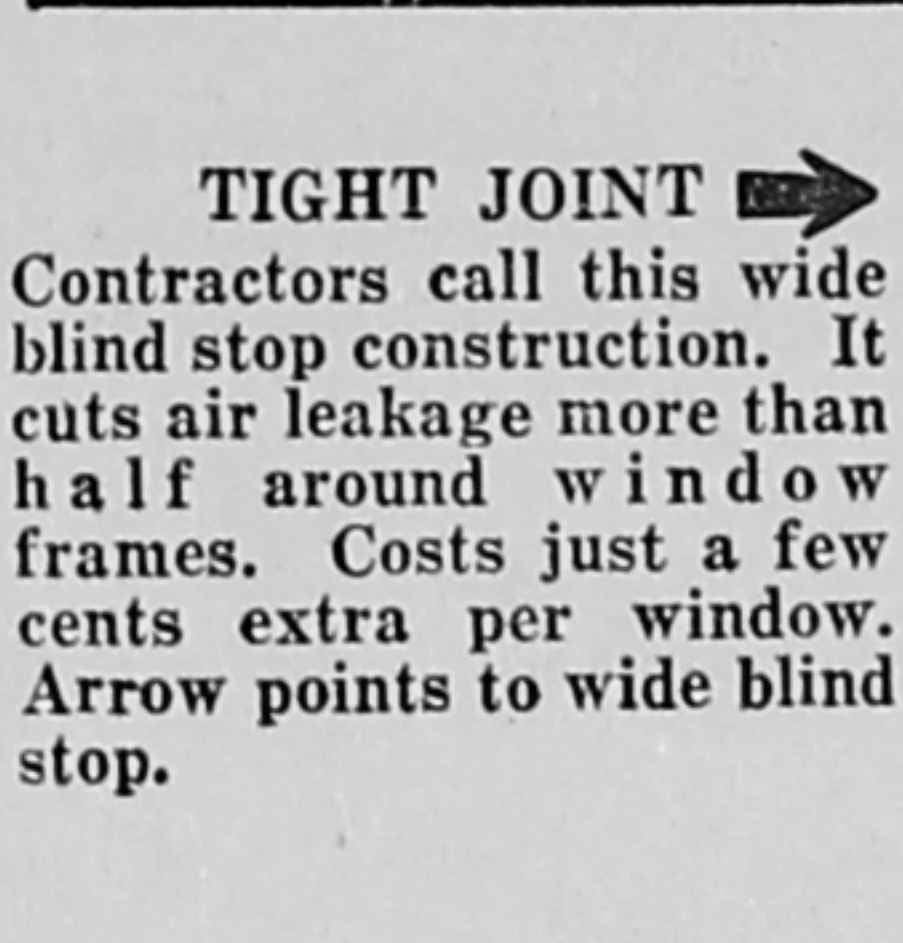 TIGHT JOINT
Contractors call this wide
blind stop construction. It
cuts air leakage more than
half around window
frames. Costs just a few
cents extra per window.
Arrow points to wide blind
stop.